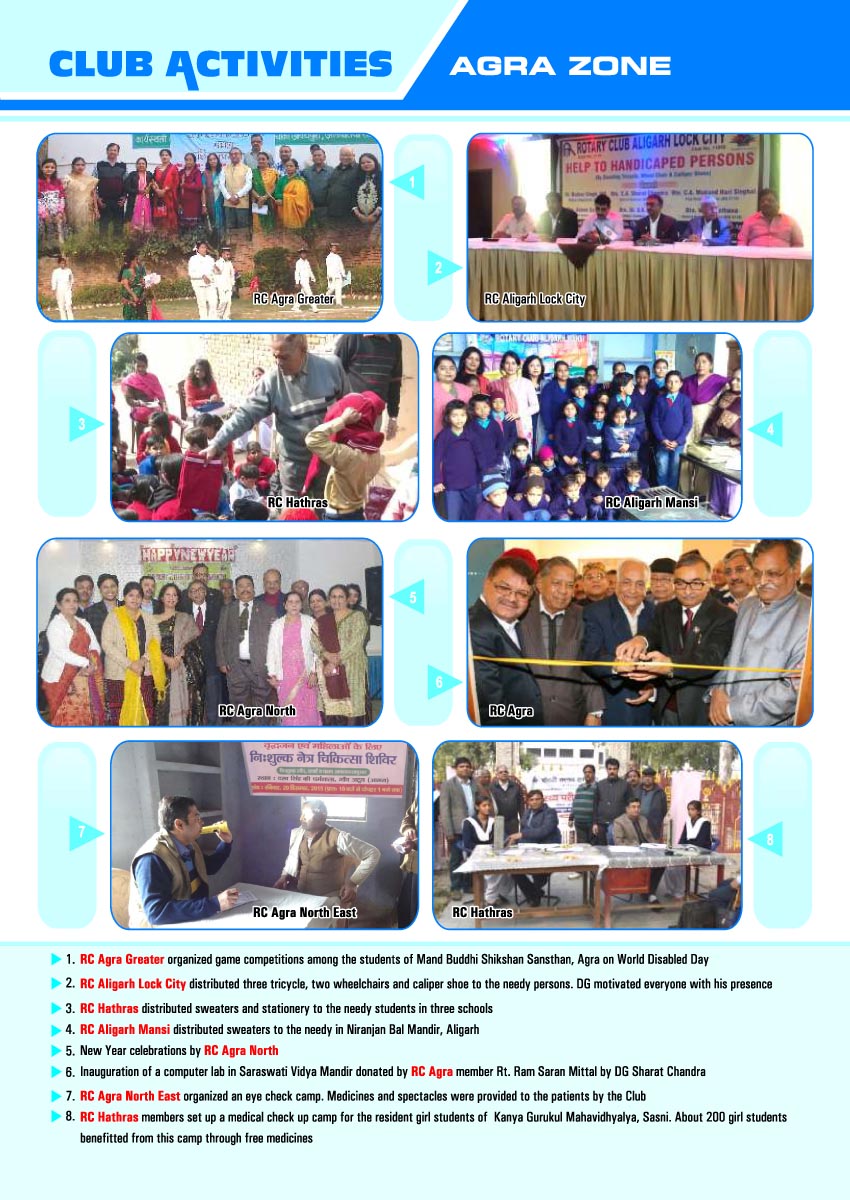 CLUB ACTIVITIES
AGRA ZONE
कार्यस्थली
1
RC Agra Greater
ROTARY CLUB ALIGARH LOCK CITY
HELP TO HANDICAPED PERSONS
2
RC Aligarh Lock City
3
RC Hathras
ROTARY CLUB ALIGARH MANSI
4
RC Aligarh Mansi
HAPPY NEW YEAR
5
RC Agra North
6
RC Agra
वृद्धजन एवं महिलाओं के लिए
निःशुल्क नेत्र चिकित्सा शिविर
7
RC Agra North East
8
RC Hathras
1. RC Agra Greater organized game competitions among the students of Mand Buddhi Shikshan Sansthan, Agra on World Disabled Day
2. RC Aligarh Lock City distributed three tricycle, two wheelchairs and caliper shoe to the needy persons. DG motivated everyone with his presence
3. RC Hathras distributed sweaters and stationery to the needy students in three schools
4. RC Aligarh Mansi distributed sweaters to the needy in Niranjan Bal Mandir, Aligarh
5. New Year celebrations by RC Agra North
6. Inauguration of a computer lab in Saraswati Vidya Mandir donated by RC Agra member Rt. Ram Saran Mittal by DG Sharat Chandra
7. RC Agra North East organized an eye check camp. Medicines and spectacles were provided to the patients by the Club
8. RC Hathras members set up a medical check up camp for the resident girl students of Kanya Gurukul Mahavidhyalya, Sasni. About 200 girl students
benefitted from this camp through free medicines